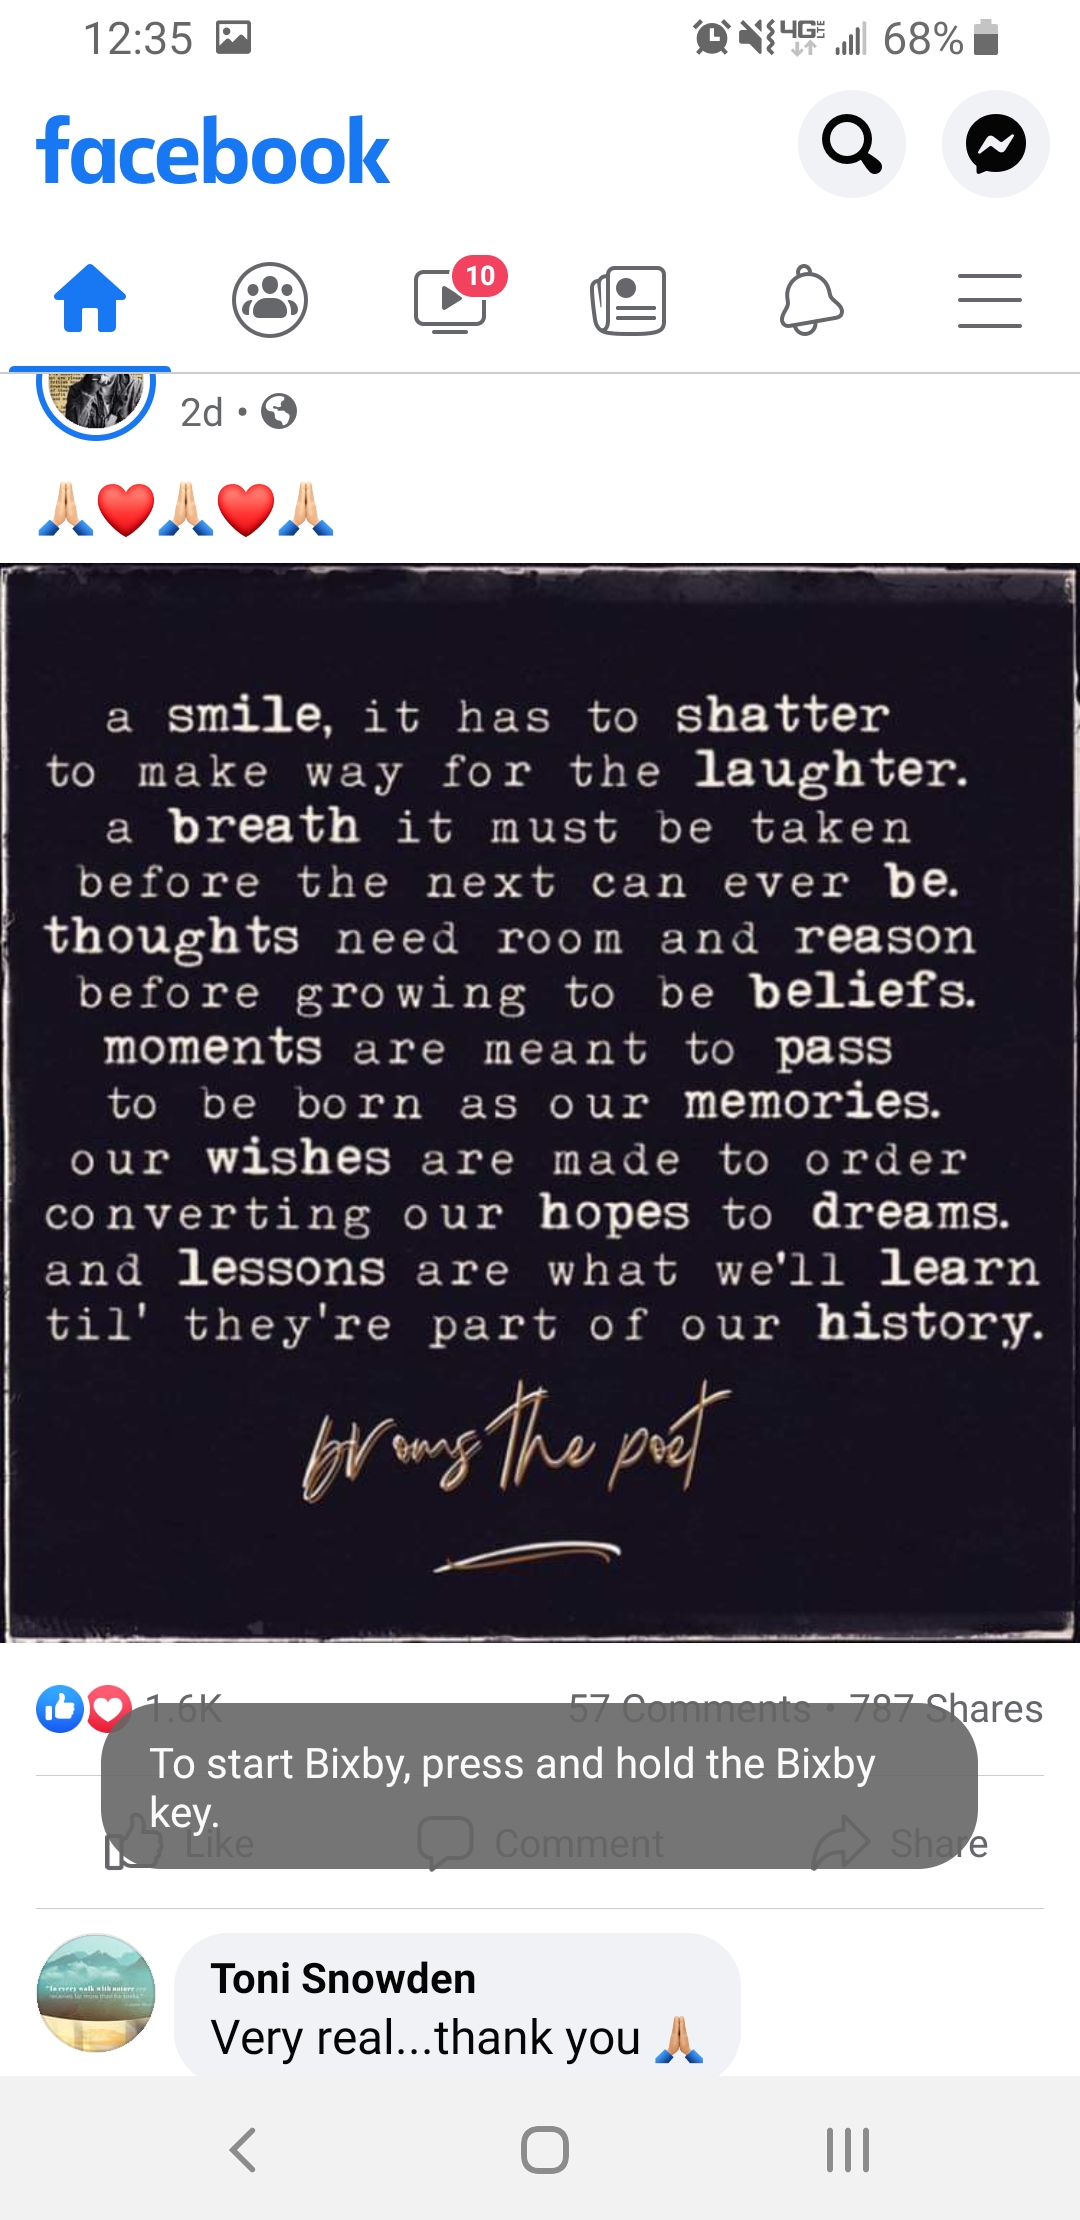 12:35 4G LTE 68%
facebook
10
2d •
🙏🏼❤️🙏🏼❤️🙏🏼
a smile, it has to shatter
to make way for the laughter.
a breath it must be taken
before the next can ever be.
thoughts need room and reason
before growing to be beliefs.
moments are meant to pass
to be born as our memories.
our wishes are made to order
converting our hopes to dreams.
and lessons are what we'll learn
til' they're part of our history.
broms the poet
1.6K 57 Comments • 787 Shares
To start Bixby, press and hold the Bixby
key.
Like Comment Share
Toni Snowden
Very real...thank you 🙏🏽